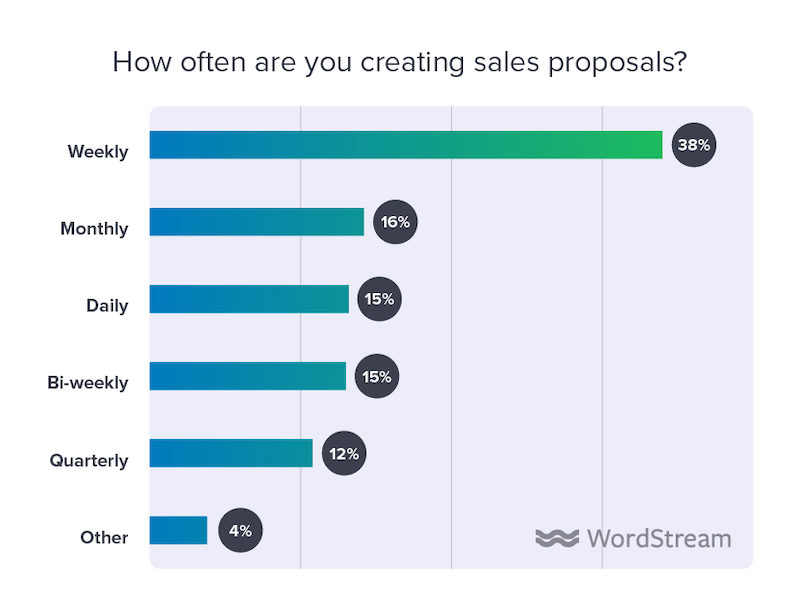 How often are you creating sales proposals?
Weekly 38%
Monthly 16%
Daily 15%
Bi-weekly 15%
Quarterly 12%
Other 4%
WordStream